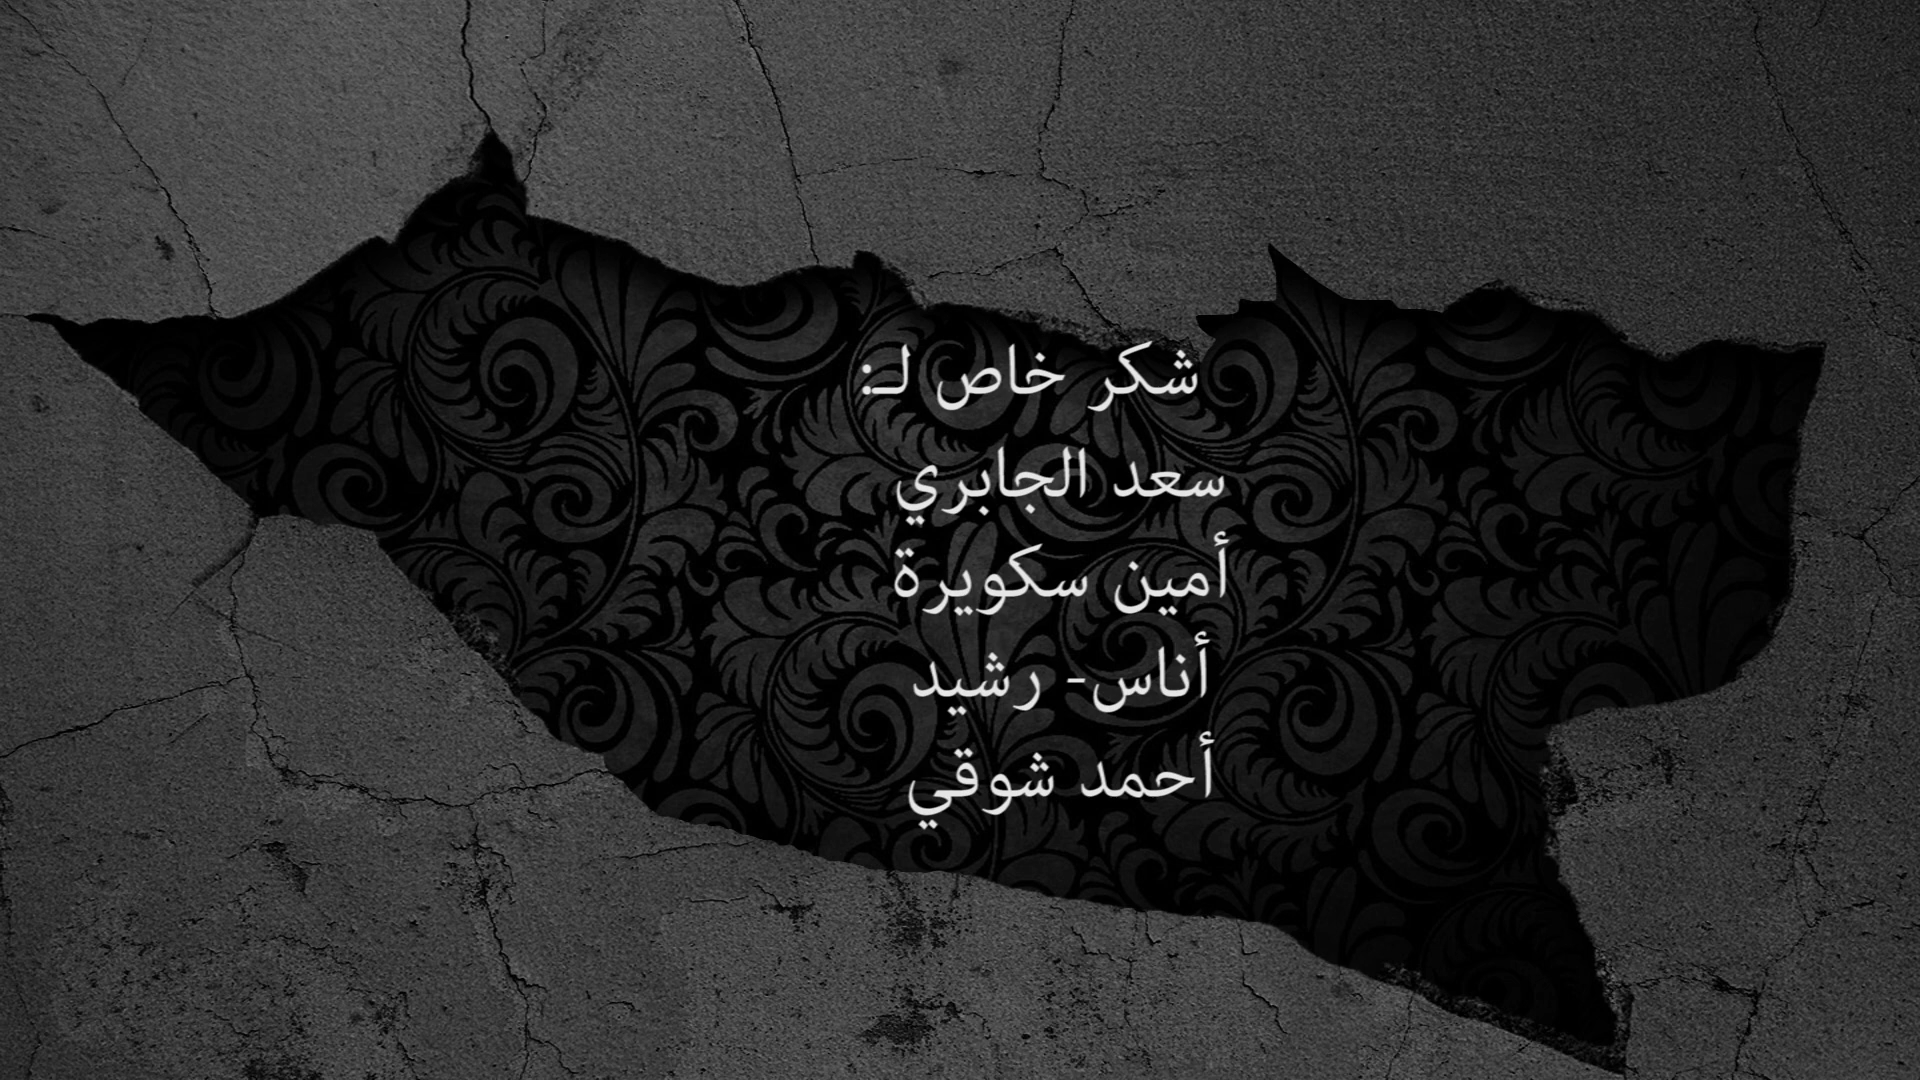 شكر خاص لـ:
سعد الجابري
أمين سكويرة
أناس- رشيد
أحمد شوقي